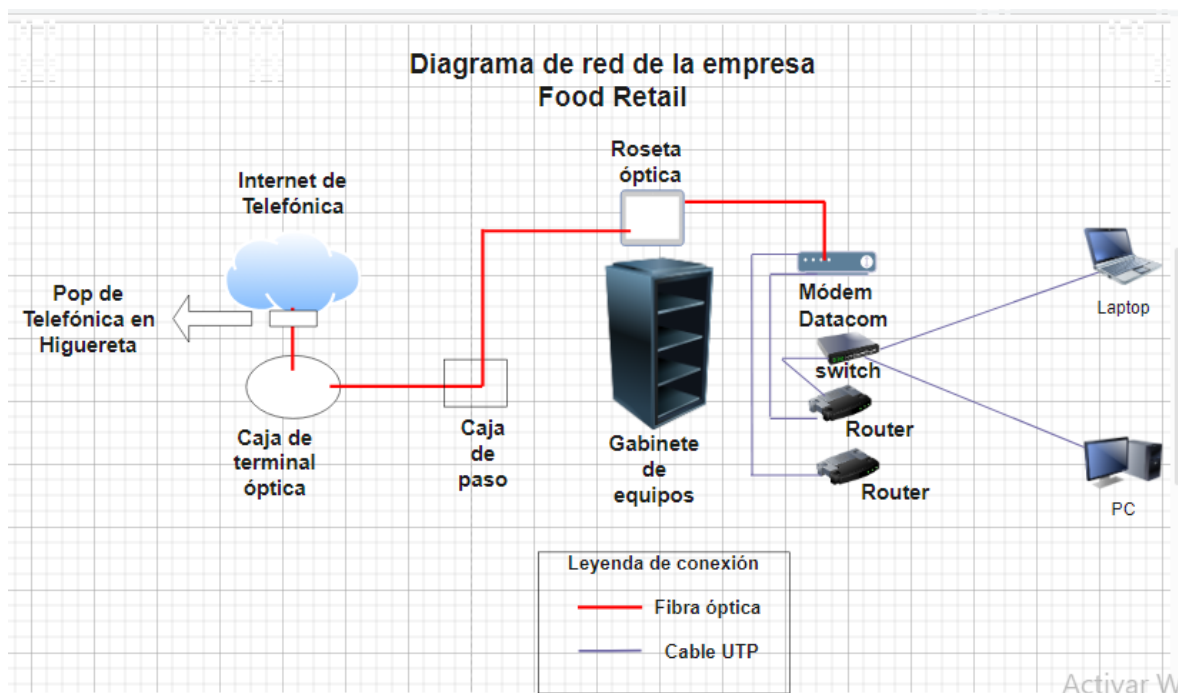 Diagrama de red de la empresa
Food Retail
Roseta
óptica
Internet de
Telefónica
Pop de
Telefónica en
Higuereta
Módem
Datacom
Laptop
switch
Router
Caja de
terminal
óptica
Caja
de
paso
Gabinete
de
equipos
Router
PC
Leyenda de conexión
Fibra óptica
Cable UTP
Activar W